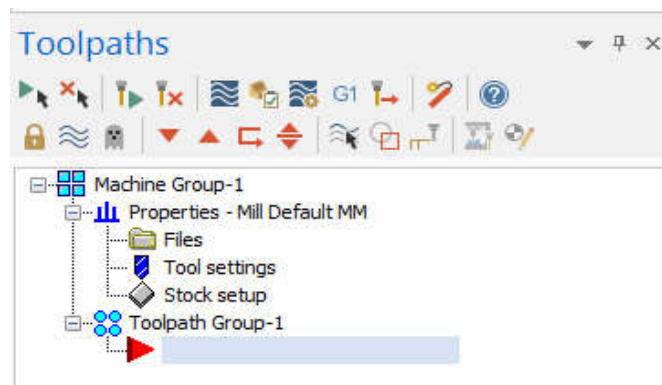 Toolpaths
G1
Machine Group-1
Properties - Mill Default MM
Files
Tool settings
Stock setup
Toolpath Group-1